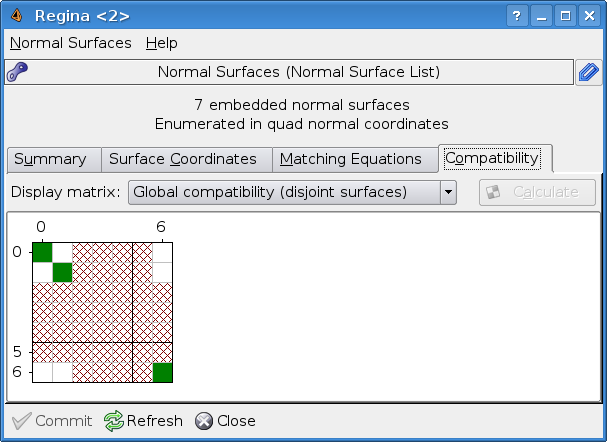 Regina <2>
Normal Surfaces Help
Normal Surfaces (Normal Surface List)
7 embedded normal surfaces
Enumerated in quad normal coordinates
Summary Surface Coordinates Matching Equations Compatibility
Display matrix: Global compatibility (disjoint surfaces) Calculate
0 6
0
5
6
Commit Refresh Close